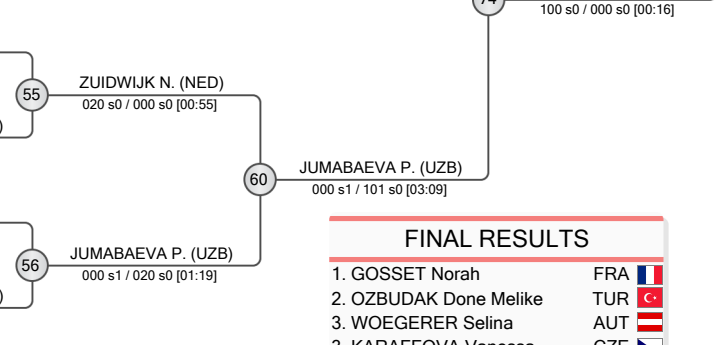 100 s0 / 000 s0 [00:16]
55
ZUIDWIJK N. (NED)
020 s0 / 000 s0 [00:55]
60
JUMABAEVA P. (UZB)
000 s1 / 101 s0 [03:09]
56
JUMABAEVA P. (UZB)
000 s1 / 020 s0 [01:19]
FINAL RESULTS
1. GOSSET Norah FRA
2. OZBUDAK Done Melike TUR
3. WOEGERER Selina AUT